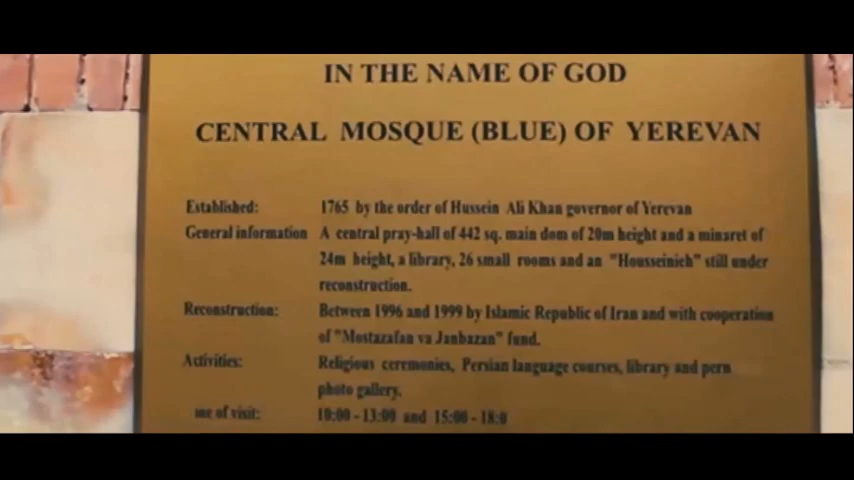 IN THE NAME OF GOD
CENTRAL MOSQUE (BLUE) OF YEREVAN
Established: 1765 by the order of Hussein Ali Khan governor of Yerevan
General information A central pray-hall of 442 sq. main dom of 20m height and a minaret of
24m height, a library, 26 small rooms and an "Housseinieh" still under
reconstruction.
Reconstruction: Between 1996 and 1999 by Islamic Republic of Iran and with cooperation
of "Mostazafan va Janbazan" fund.
Activities: Religious ceremonies, Persian language courses, library and
photo gallery.
of visit: 10:00 - 13:00 and 15:00 - 18:0